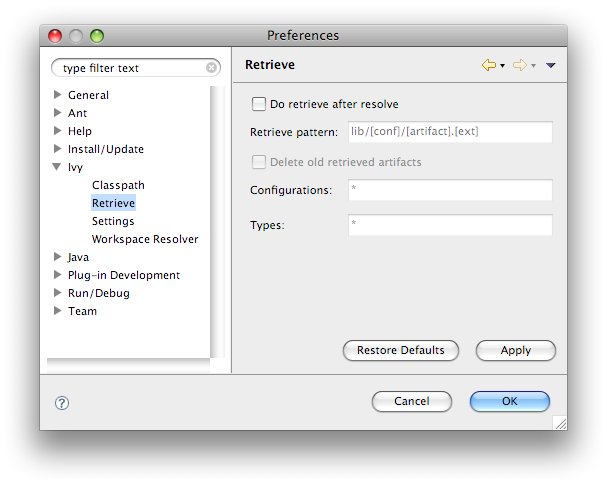 Preferences
type filter text
General
Ant
Help
Install/Update
Ivy
Classpath
Retrieve
Settings
Workspace Resolver
Java
Plug-in Development
Run/Debug
Team
Retrieve
Do retrieve after resolve
Retrieve pattern: lib/[conf]/[artifact].[ext]
Delete old retrieved artifacts
Configurations: *
Types: *
Restore Defaults Apply
? Cancel OK